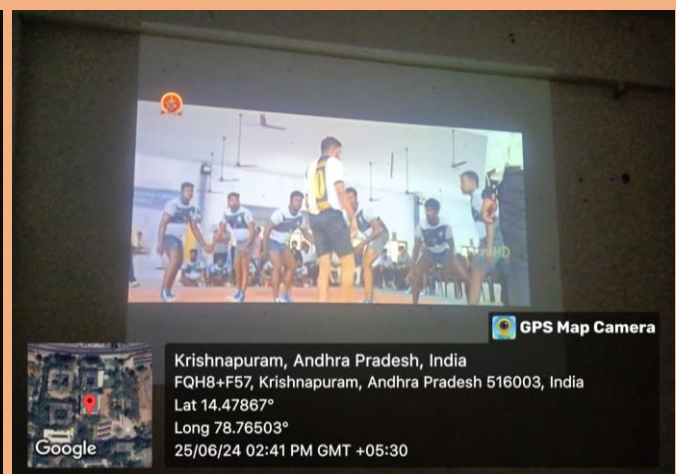 GPS Map Camera
Krishnapuram, Andhra Pradesh, India
FQH8+F57, Krishnapuram, Andhra Pradesh 516003, India
Lat 14.47867°
Long 78.76503°
25/06/24 02:41 PM GMT +05:30
Google